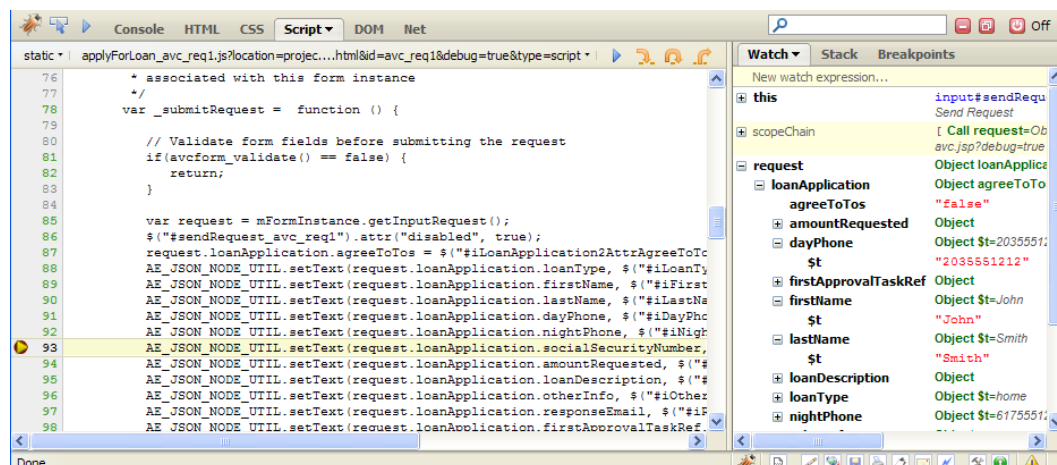 Console HTML CSS Script DOM Net Off
static applyForLoan_avc_req1.js?location=projec....html&id=avc_req1&debug=true&type=script
76 * associated with this form instance
77 */
78 var _submitRequest = function () {
79
80 // Validate form fields before submitting the request
81 if(avcform_validate() == false) {
82 return;
83 }
84
85 var request = mFormInstance.getInputRequest();
86 $("#sendRequest_avc_req1").attr("disabled", true);
87 request.loanApplication.agreeToTos = $("#iLoanApplication2AttrAgreeToTo
88 AE_JSON_NODE_UTIL.setText(request.loanApplication.loanType, $("#iLoanTy
89 AE_JSON_NODE_UTIL.setText(request.loanApplication.firstName, $("#iFirst
90 AE_JSON_NODE_UTIL.setText(request.loanApplication.lastName, $("#iLastNa
91 AE_JSON_NODE_UTIL.setText(request.loanApplication.dayPhone, $("#iDayPho
92 AE_JSON_NODE_UTIL.setText(request.loanApplication.nightPhone, $("#iNigh
93 AE_JSON_NODE_UTIL.setText(request.loanApplication.socialSecurityNumber,
94 AE_JSON_NODE_UTIL.setText(request.loanApplication.amountRequested, $("#
95 AE_JSON_NODE_UTIL.setText(request.loanApplication.loanDescription, $("#
96 AE_JSON_NODE_UTIL.setText(request.loanApplication.otherInfo, $("#iOther
97 AE_JSON_NODE_UTIL.setText(request.loanApplication.responseEmail, $("#iR
98 AE_JSON_NODE_UTIL.setText(request.loanApplication.firstApprovalTaskRef,
Watch Stack Breakpoints
New watch expression...
this input#sendRequ
Send Request
scopeChain [ Call request=Ob
avc.jsp?debug=true
request Object loanApplica
loanApplication Object agreeToTo
agreeToTos "false"
amountRequested Object
dayPhone Object $t=20355512
$t "2035551212"
firstApprovalTaskRef Object
firstName Object $t=John
$t "John"
lastName Object $t=Smith
$t "Smith"
loanDescription Object
loanType Object $t=home
nightPhone Object $t=61755512
Done